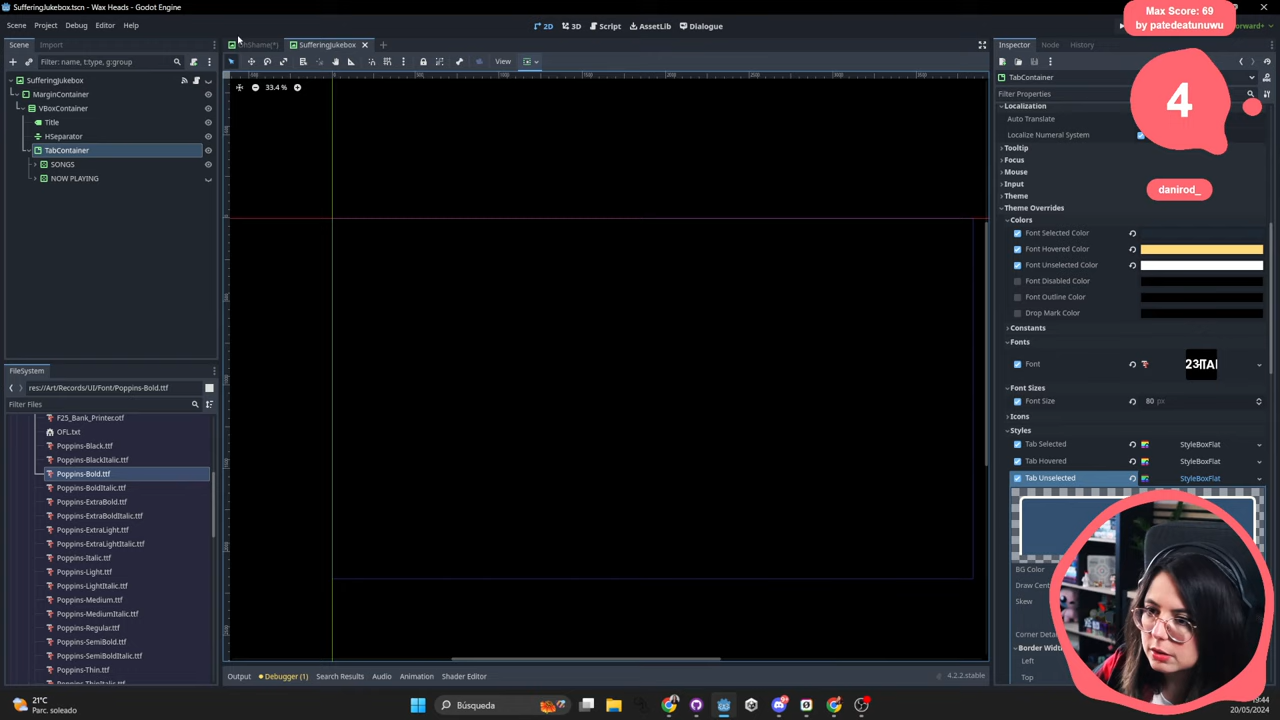 SufferingJukebox.tscn - Wax Heads - Godot Engine
Scene Project Debug Editor Help
2D 3D Script AssetLib Dialogue
Max Score: 69
by patedeatunuwu
4
danirod_
Scene Import
SufferingJukebox
Filter: name, t:type, g:group
View
33.4 %
SufferingJukebox
MarginContainer
VBoxContainer
Title
HSeparator
TabContainer
SONGS
NOW PLAYING
FileSystem
res://Art/Records/UI/Font/Poppins-Bold.ttf
Filter Files
F25_Bank_Printer.otf
OFL.txt
Poppins-Black.ttf
Poppins-BlackItalic.ttf
Poppins-Bold.ttf
Poppins-BoldItalic.ttf
Poppins-ExtraBold.ttf
Poppins-ExtraBoldItalic.ttf
Poppins-ExtraLight.ttf
Poppins-ExtraLightItalic.ttf
Poppins-Italic.ttf
Poppins-Light.ttf
Poppins-LightItalic.ttf
Poppins-Medium.ttf
Poppins-MediumItalic.ttf
Poppins-Regular.ttf
Poppins-SemiBold.ttf
Poppins-SemiBoldItalic.ttf
Poppins-Thin.ttf
Output Debugger (1) Search Results Audio Animation Shader Editor
4.2.2.stable
Inspector Node History
TabContainer
Filter Properties
Localization
Auto Translate
Localize Numeral System
Tooltip
Focus
Mouse
Input
Theme
Theme Overrides
Colors
Font Selected Color
Font Hovered Color
Font Unselected Color
Font Disabled Color
Font Outline Color
Drop Mark Color
Constants
Fonts
Font
Font Sizes
Font Size 80 px
Icons
Styles
Tab Selected StyleBoxFlat
Tab Hovered StyleBoxFlat
Tab Unselected StyleBoxFlat
BG Color
Draw Cent
Skew
Corner Detai
Border Width
Left
Top
21°C
Parc. soleado
Búsqueda
19:44
20/05/2024